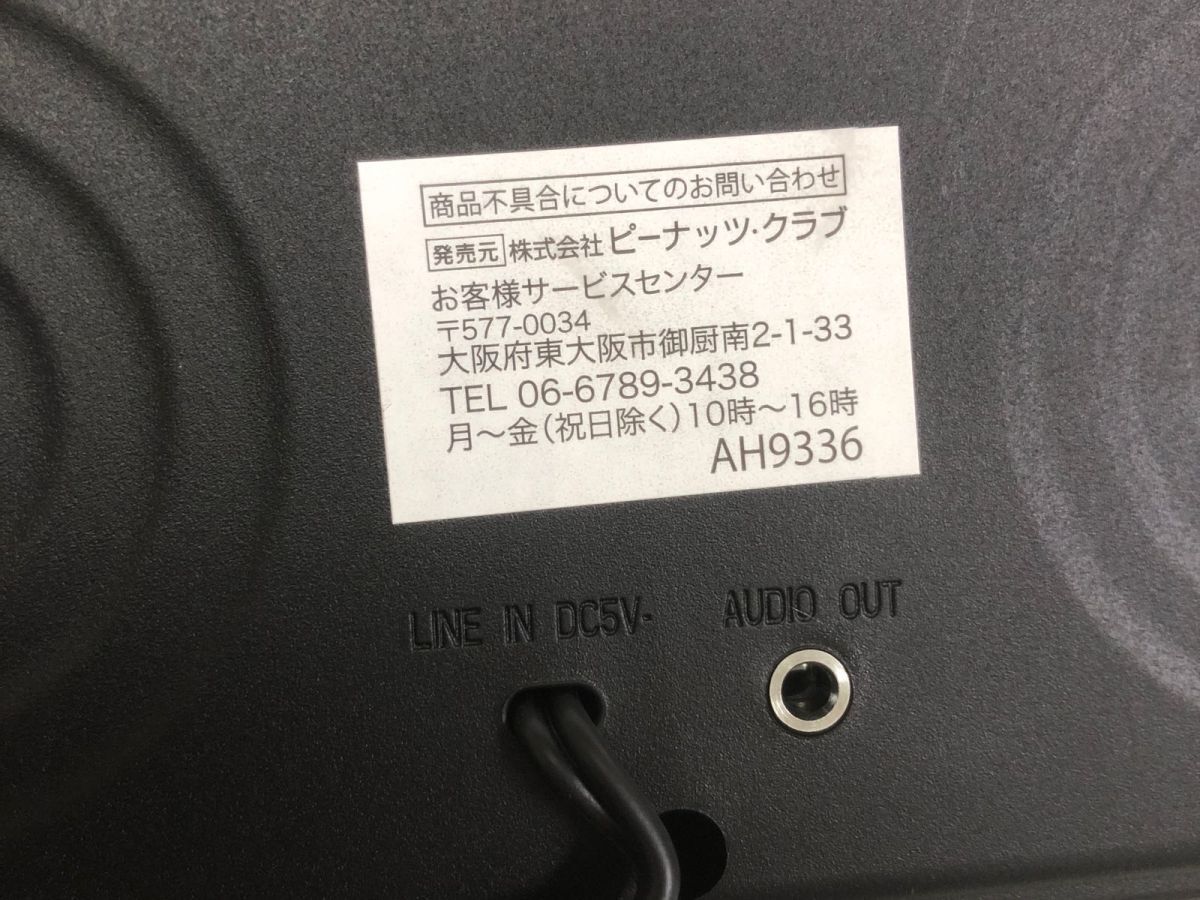 商品不具合についてのお問い合わせ
発売元 株式会社 ピーナッツ・クラブ
お客様サービスセンター
〒577-0034
大阪府東大阪市御厨南2-1-33
TEL 06-6789-3438
月〜金(祝日除く)10時〜16時
AH9336
LINE IN DC5V- AUDIO OUT